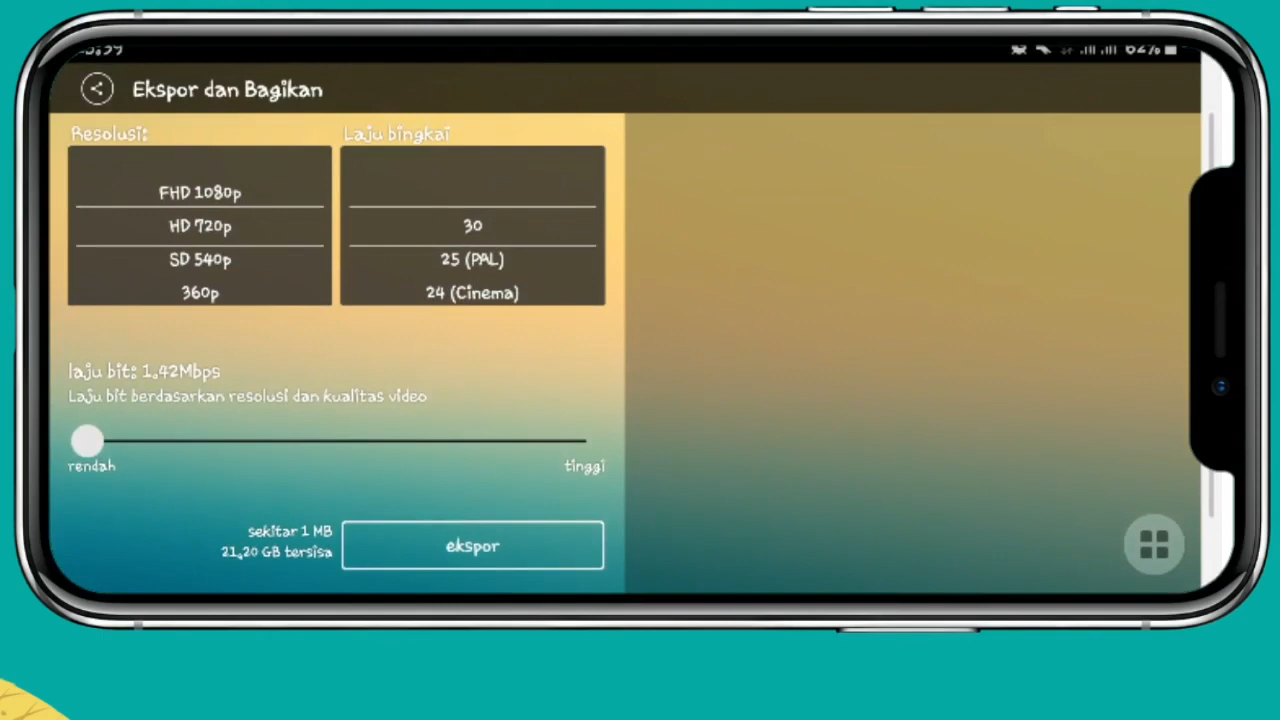 Ekspor dan Bagikan
Resolusi:
FHD 1080p
HD 720p
SD 540p
360p
Laju bingkai
30
25 (PAL)
24 (Cinema)
laju bit: 1.42Mbps
Laju bit berdasarkan resolusi dan kualitas video
rendah
tinggi
sekitar 1 MB
21,20 GB tersisa
ekspor